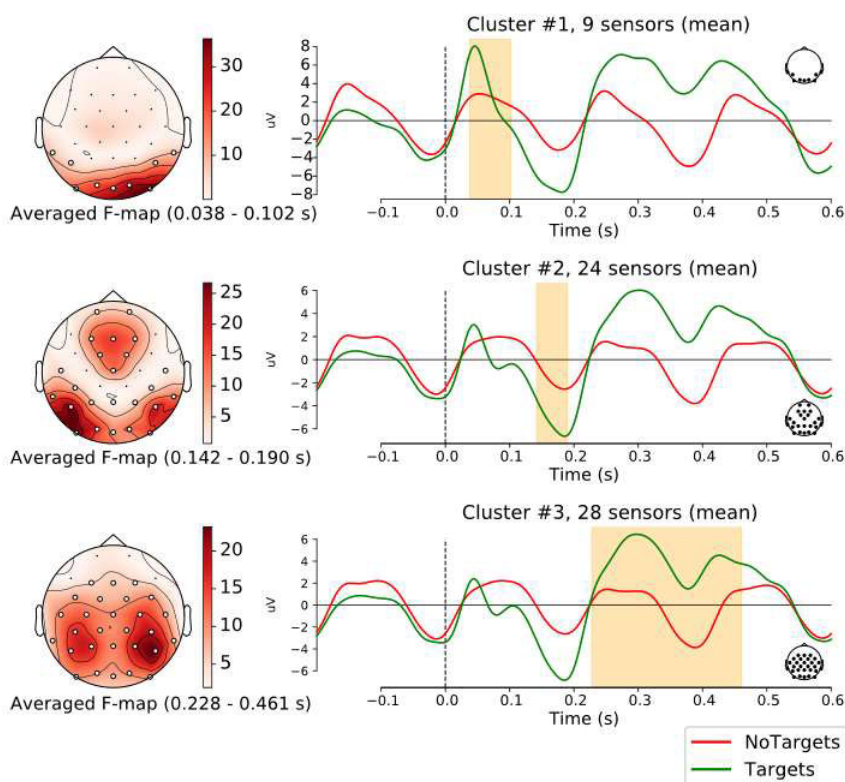 Cluster #1, 9 sensors (mean)
30
20
10
Averaged F-map (0.038 - 0.102 s)
uV
8
6
4
2
0
−2
−4
−6
−8
−0.1 0.0 0.1 0.2 0.3 0.4 0.5 0.6
Time (s)
Cluster #2, 24 sensors (mean)
25
20
15
10
5
Averaged F-map (0.142 - 0.190 s)
uV
6
4
2
0
−2
−4
−6
−0.1 0.0 0.1 0.2 0.3 0.4 0.5 0.6
Time (s)
Cluster #3, 28 sensors (mean)
20
15
10
5
Averaged F-map (0.228 - 0.461 s)
uV
6
4
2
0
−2
−4
−6
−0.1 0.0 0.1 0.2 0.3 0.4 0.5 0.6
Time (s)
NoTargets
Targets